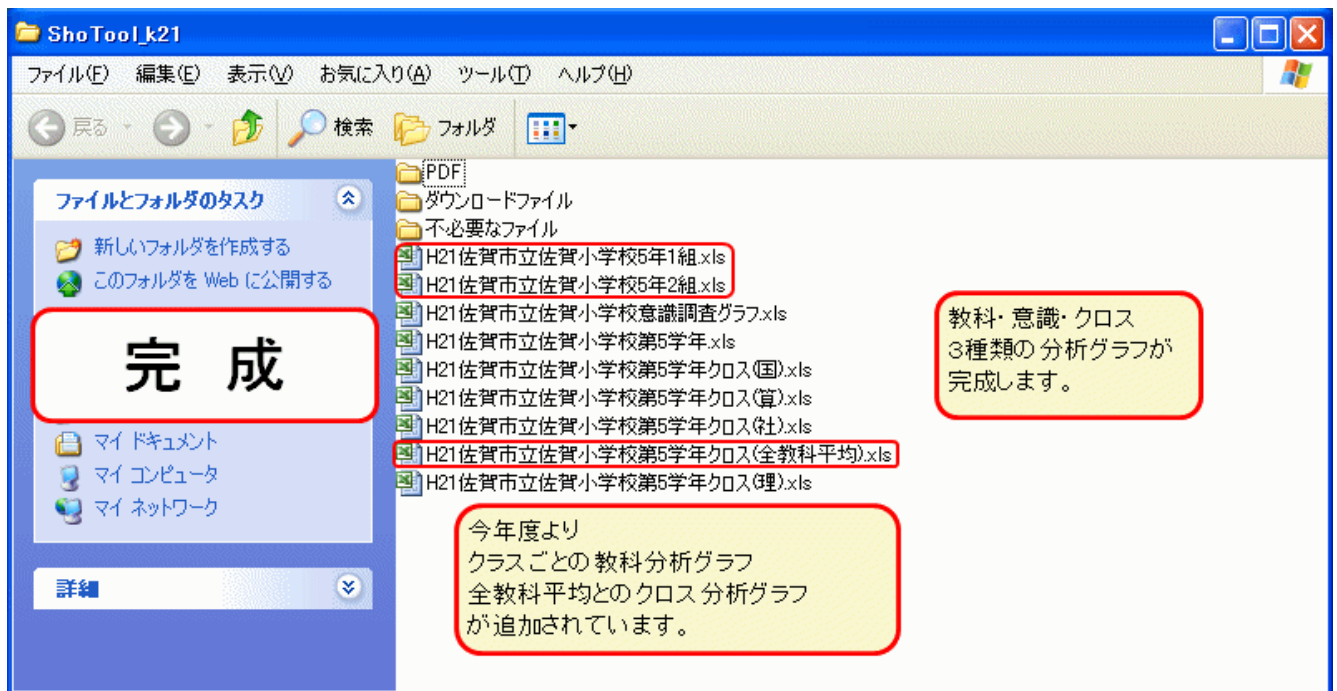 ShoTool_k21
ファイル(F) 編集(E) 表示(V) お気に入り(A) ツール(T) ヘルプ(H)
戻る 検索 フォルダ
ファイルとフォルダのタスク
新しいフォルダを作成する
このフォルダを Web に公開する
完 成
マイ ドキュメント
マイ コンピュータ
マイ ネットワーク
詳細
PDF
ダウンロードファイル
不必要なファイル
H21佐賀市立佐賀小学校5年1組.xls
H21佐賀市立佐賀小学校5年2組.xls
H21佐賀市立佐賀小学校意識調査グラフ.xls
H21佐賀市立佐賀小学校第5学年.xls
H21佐賀市立佐賀小学校第5学年クロス(国).xls
H21佐賀市立佐賀小学校第5学年クロス(算).xls
H21佐賀市立佐賀小学校第5学年クロス(社).xls
H21佐賀市立佐賀小学校第5学年クロス(全教科平均).xls
H21佐賀市立佐賀小学校第5学年クロス(理).xls
教科・意識・クロス
3種類の分析グラフが
完成します。
今年度より
クラスごとの教科分析グラフ
全教科平均とのクロス分析グラフ
が追加されています。